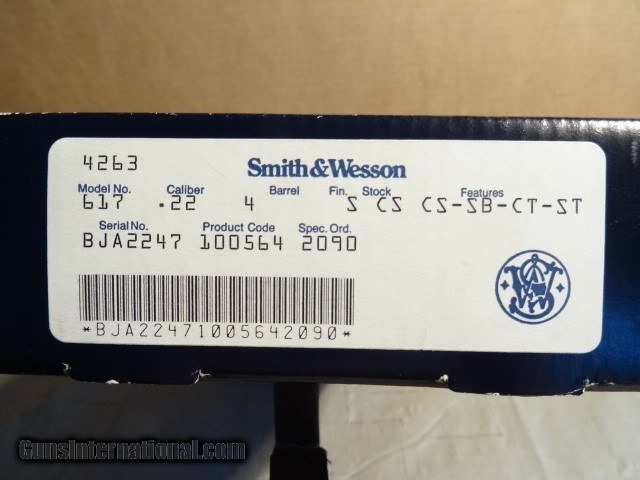 4263 Smith&Wesson
Model No. Caliber Barrel Fin. Stock Features
617 .22 4 S CS CS-SB-CT-ST
Serial No. Product Code Spec. Ord.
BJA2247 100564 2090
*BJA22471005642090*
GunsInternational.com